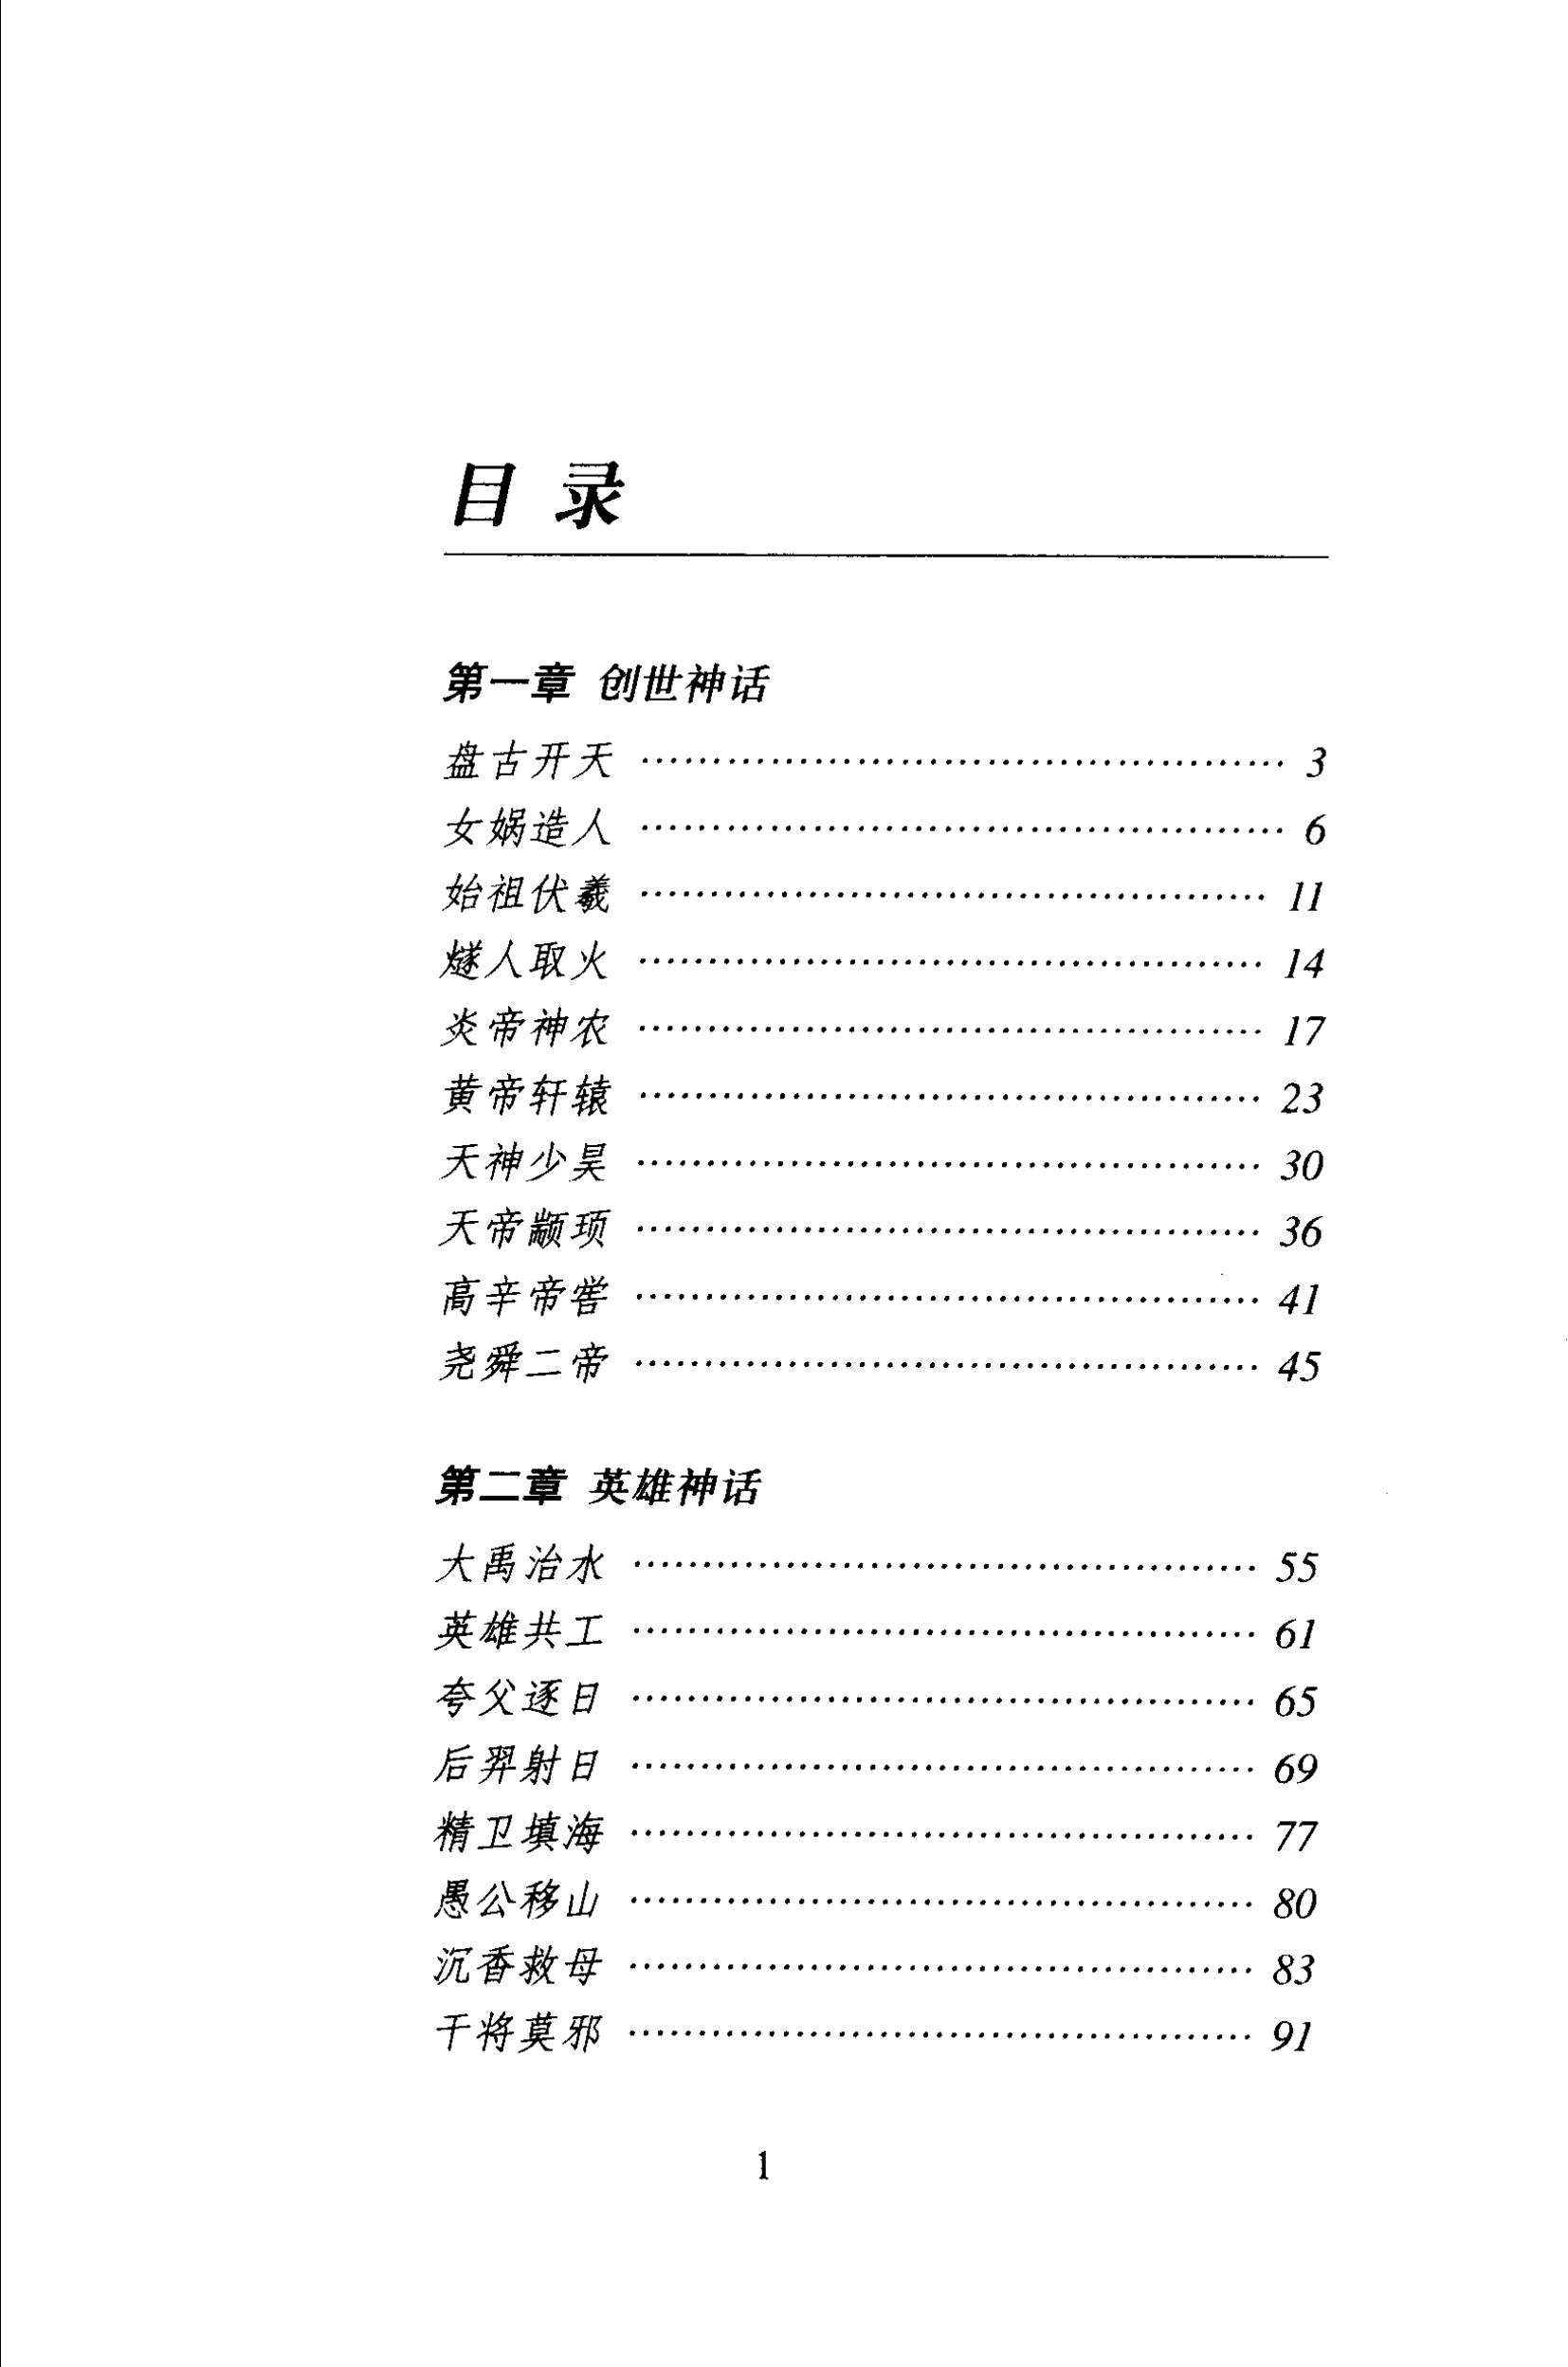 目 录
第一章 创世神话
盘古开天 …………………………………… 3
女娲造人 …………………………………… 6
始祖伏羲 …………………………………… 11
燧人取火 …………………………………… 14
炎帝神农 …………………………………… 17
黄帝轩辕 …………………………………… 23
天神少昊 …………………………………… 30
天帝颛顼 …………………………………… 36
高辛帝喾 …………………………………… 41
尧舜二帝 …………………………………… 45
第二章 英雄神话
大禹治水 …………………………………… 55
英雄共工 …………………………………… 61
夸父逐日 …………………………………… 65
后羿射日 …………………………………… 69
精卫填海 …………………………………… 77
愚公移山 …………………………………… 80
沉香救母 …………………………………… 83
干将莫邪 …………………………………… 91
1